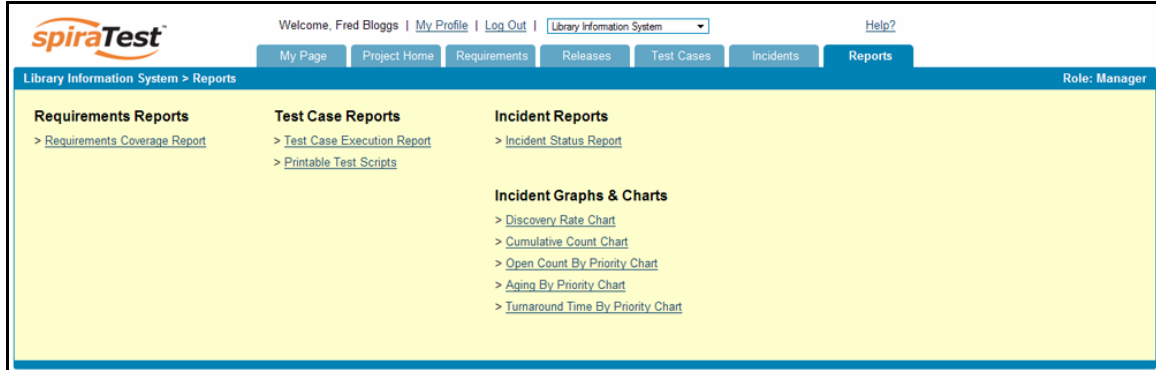 spiraTest™
Welcome, Fred Bloggs | My Profile | Log Out | Library Information System Help?
My Page Project Home Requirements Releases Test Cases Incidents Reports
Library Information System > Reports Role: Manager
Requirements Reports
> Requirements Coverage Report
Test Case Reports
> Test Case Execution Report
> Printable Test Scripts
Incident Reports
> Incident Status Report
Incident Graphs & Charts
> Discovery Rate Chart
> Cumulative Count Chart
> Open Count By Priority Chart
> Aging By Priority Chart
> Turnaround Time By Priority Chart